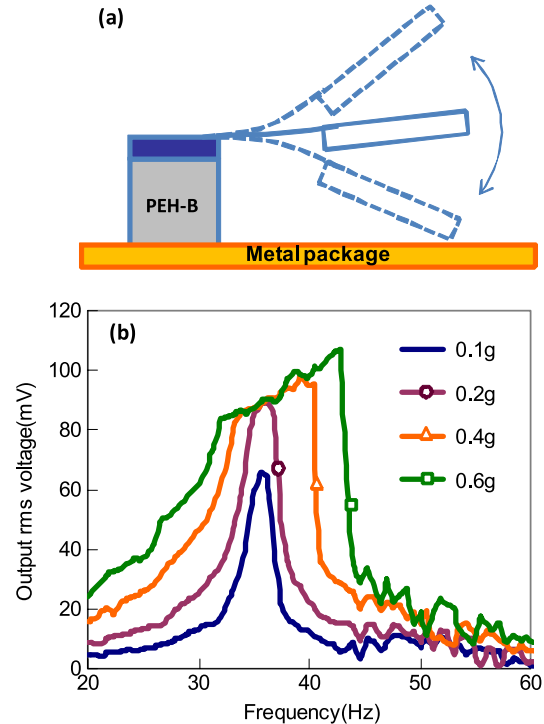 (a)
PEH-B
Metal package
(b)
120
100
80
60
40
20
0
20
30
40
50
60
Output rms voltage(mV)
Frequency(Hz)
0.1g
0.2g
0.4g
0.6g